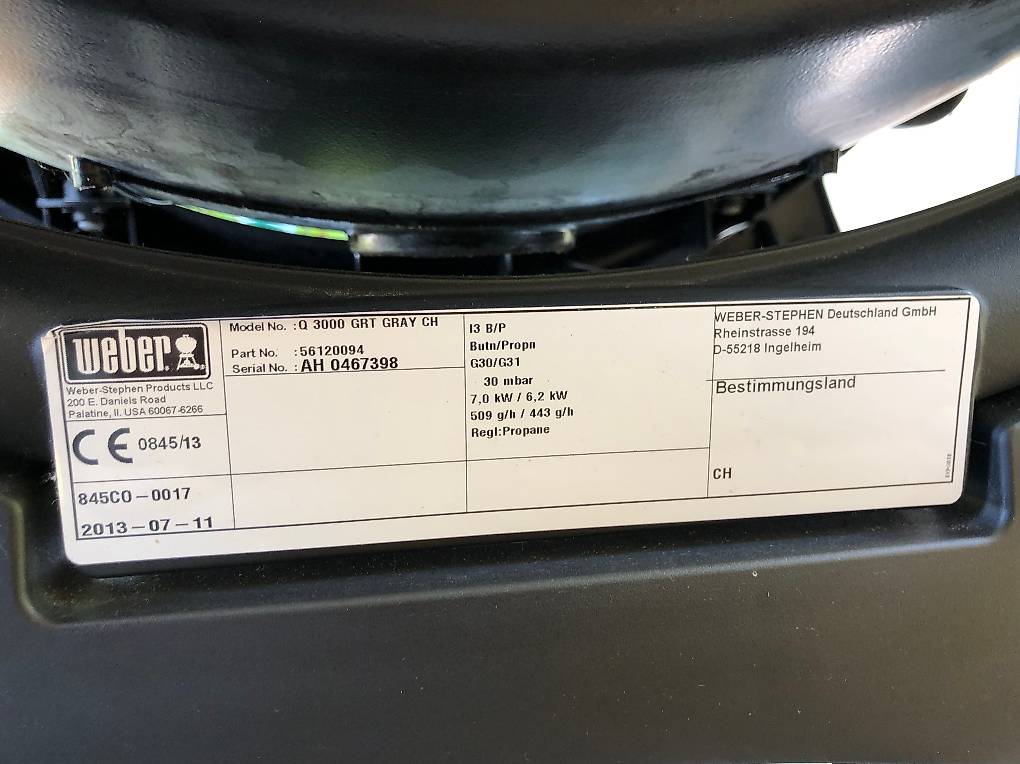 weber
Weber-Stephen Products LLC
200 E. Daniels Road
Palatine, Il. USA 60067-6266
CE 0845/13
845CO-0017
2013-07-11
Model No. :Q 3000 GRT GRAY CH
Part No. :56120094
Serial No. :AH 0467398
I3 B/P
Butn/Propn
G30/G31
30 mbar
7,0 kW / 6,2 kW
509 g/h / 443 g/h
Regl:Propane
WEBER-STEPHEN Deutschland GmbH
Rheinstrasse 194
D-55218 Ingelheim
Bestimmungsland
CH